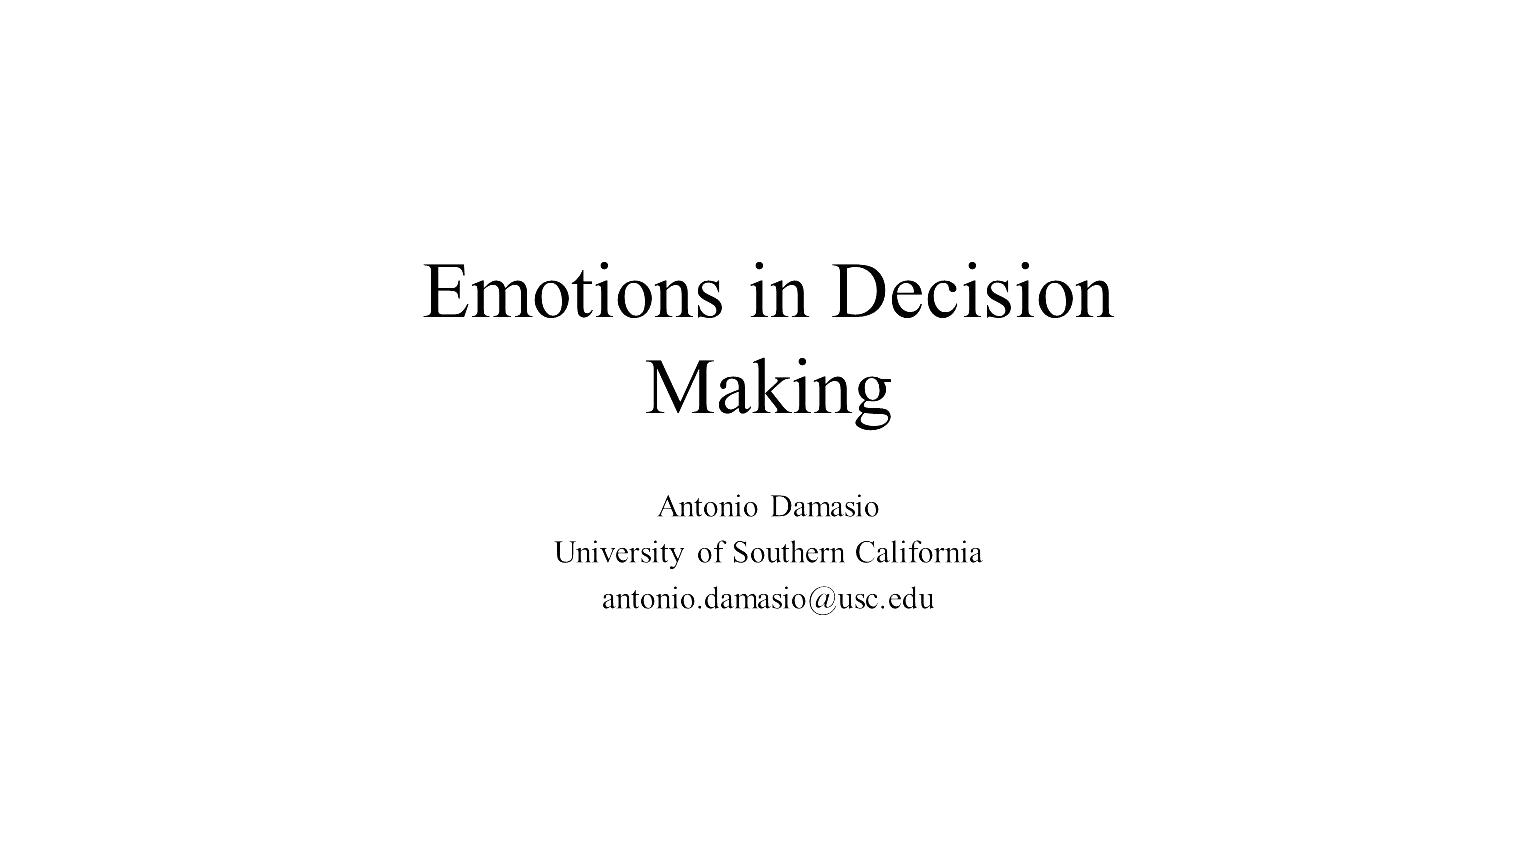 Emotions in Decision
Making
Antonio Damasio
University of Southern California
antonio.damasio@usc.edu